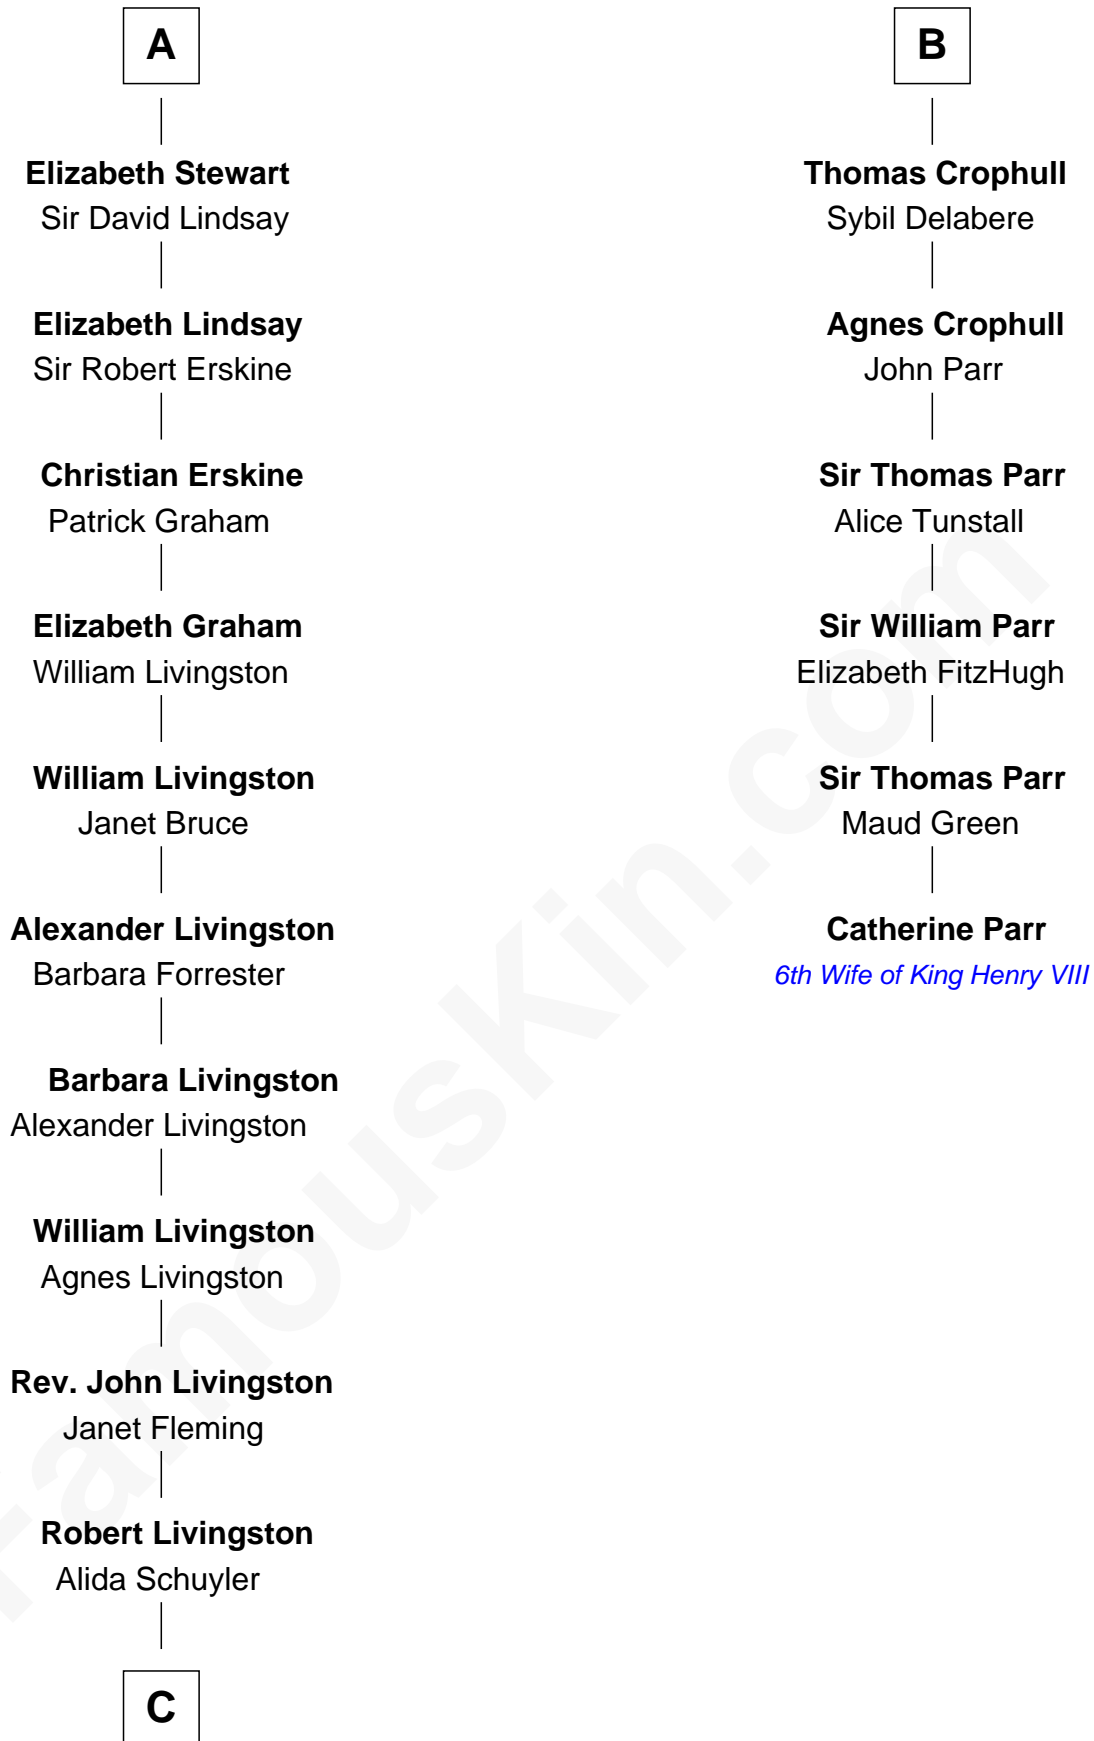 A
Elizabeth Stewart
Sir David Lindsay
Elizabeth Lindsay
Sir Robert Erskine
Christian Erskine
Patrick Graham
Elizabeth Graham
William Livingston
William Livingston
Janet Bruce
Alexander Livingston
Barbara Forrester
Barbara Livingston
Alexander Livingston
William Livingston
Agnes Livingston
Rev. John Livingston
Janet Fleming
Robert Livingston
Alida Schuyler
C
B
Thomas Crophull
Sybil Delabere
Agnes Crophull
John Parr
Sir Thomas Parr
Alice Tunstall
Sir William Parr
Elizabeth FitzHugh
Sir Thomas Parr
Maud Green
Catherine Parr
6th Wife of King Henry VIII
FamousKin.com